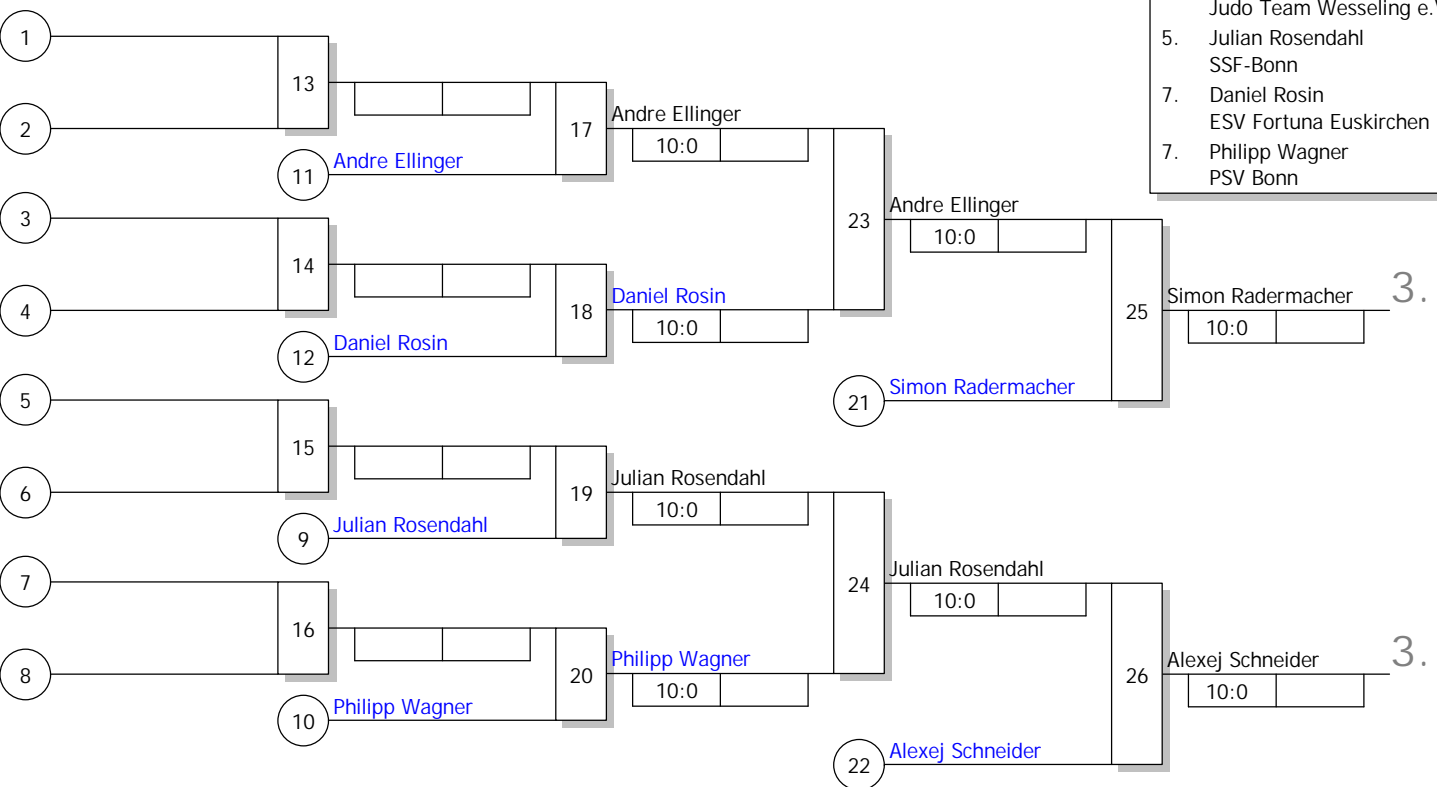 Judo Team Wesseling e.V
5. Julian Rosendahl
SSF-Bonn
7. Daniel Rosin
ESV Fortuna Euskirchen
7. Philipp Wagner
PSV Bonn
1
13
2
17
Andre Ellinger
10:0
11
Andre Ellinger
3
23
Andre Ellinger
10:0
14
4
18
Daniel Rosin
10:0
12
Daniel Rosin
25
Simon Radermacher
3.
10:0
5
21
Simon Radermacher
15
6
19
Julian Rosendahl
10:0
9
Julian Rosendahl
7
24
Julian Rosendahl
10:0
16
8
20
Philipp Wagner
10:0
10
Philipp Wagner
26
Alexej Schneider
3.
10:0
22
Alexej Schneider